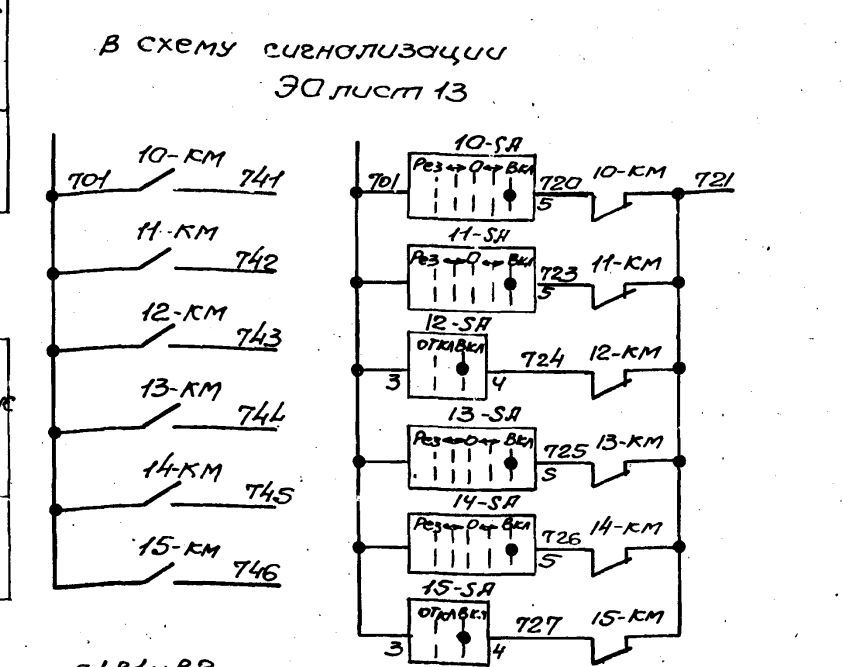 В схему сигнализации
ЭО лист 13
701 10-КМ 741
11-КМ 742
12-КМ 743
13-КМ 744
14-КМ 745
15-КМ 746
10-SA
701 Рез О Вкл 720 5 10-КМ 721
11-SA
Рез О Вкл 723 5 11-КМ
12-SA
3 ОТКЛ ВКЛ 4 724 12-КМ
13-SA
Рез О Вкл 725 5 13-КМ
14-SA
Рез О Вкл 726 5 14-КМ
15-SA
3 ОТКЛ ВКЛ 4 727 15-КМ